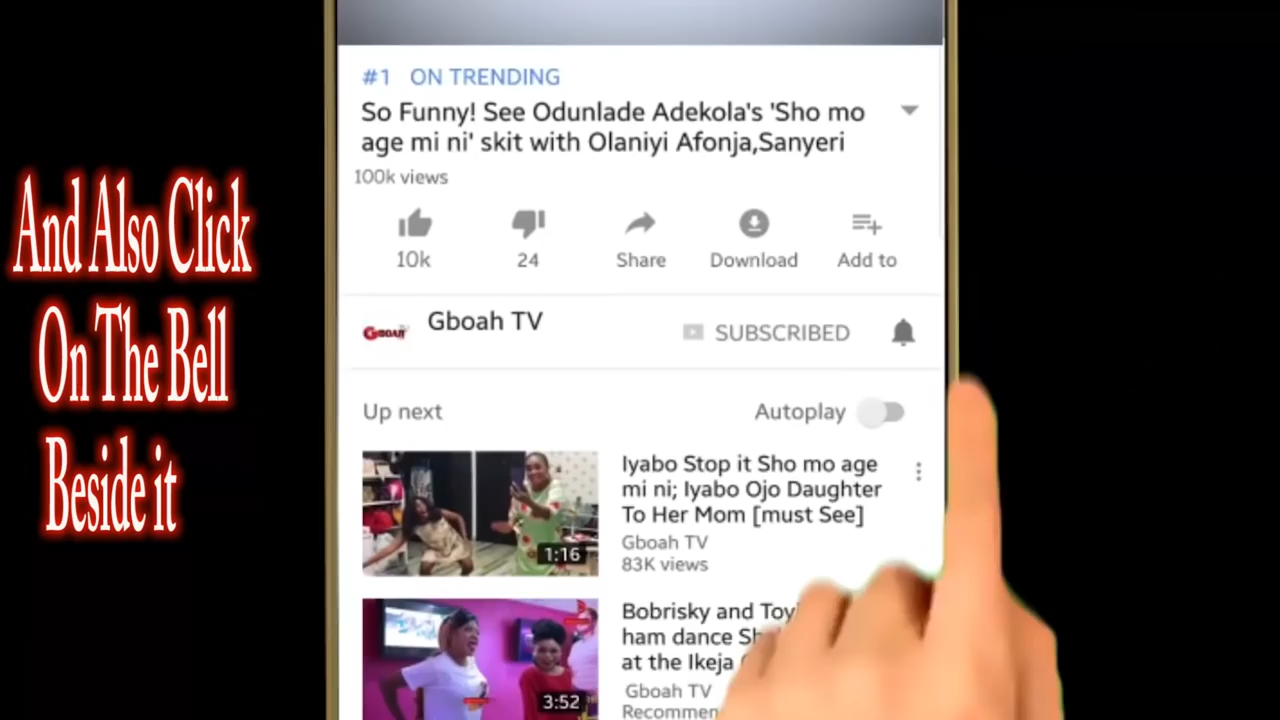 And Also Click
On The Bell
Beside it
#1 ON TRENDING
So Funny! See Odunlade Adekola's 'Sho mo
age mi ni' skit with Olaniyi Afonja,Sanyeri
100k views
10k
24
Share
Download
Add to
GBOAH TV
Gboah TV
SUBSCRIBED
Up next
Autoplay
Iyabo Stop it Sho mo age
mi ni; Iyabo Ojo Daughter
To Her Mom [must See]
Gboah TV
83K views
1:16
Bobrisky and
ham dance
at the Ikeja
Gboah TV
3:52